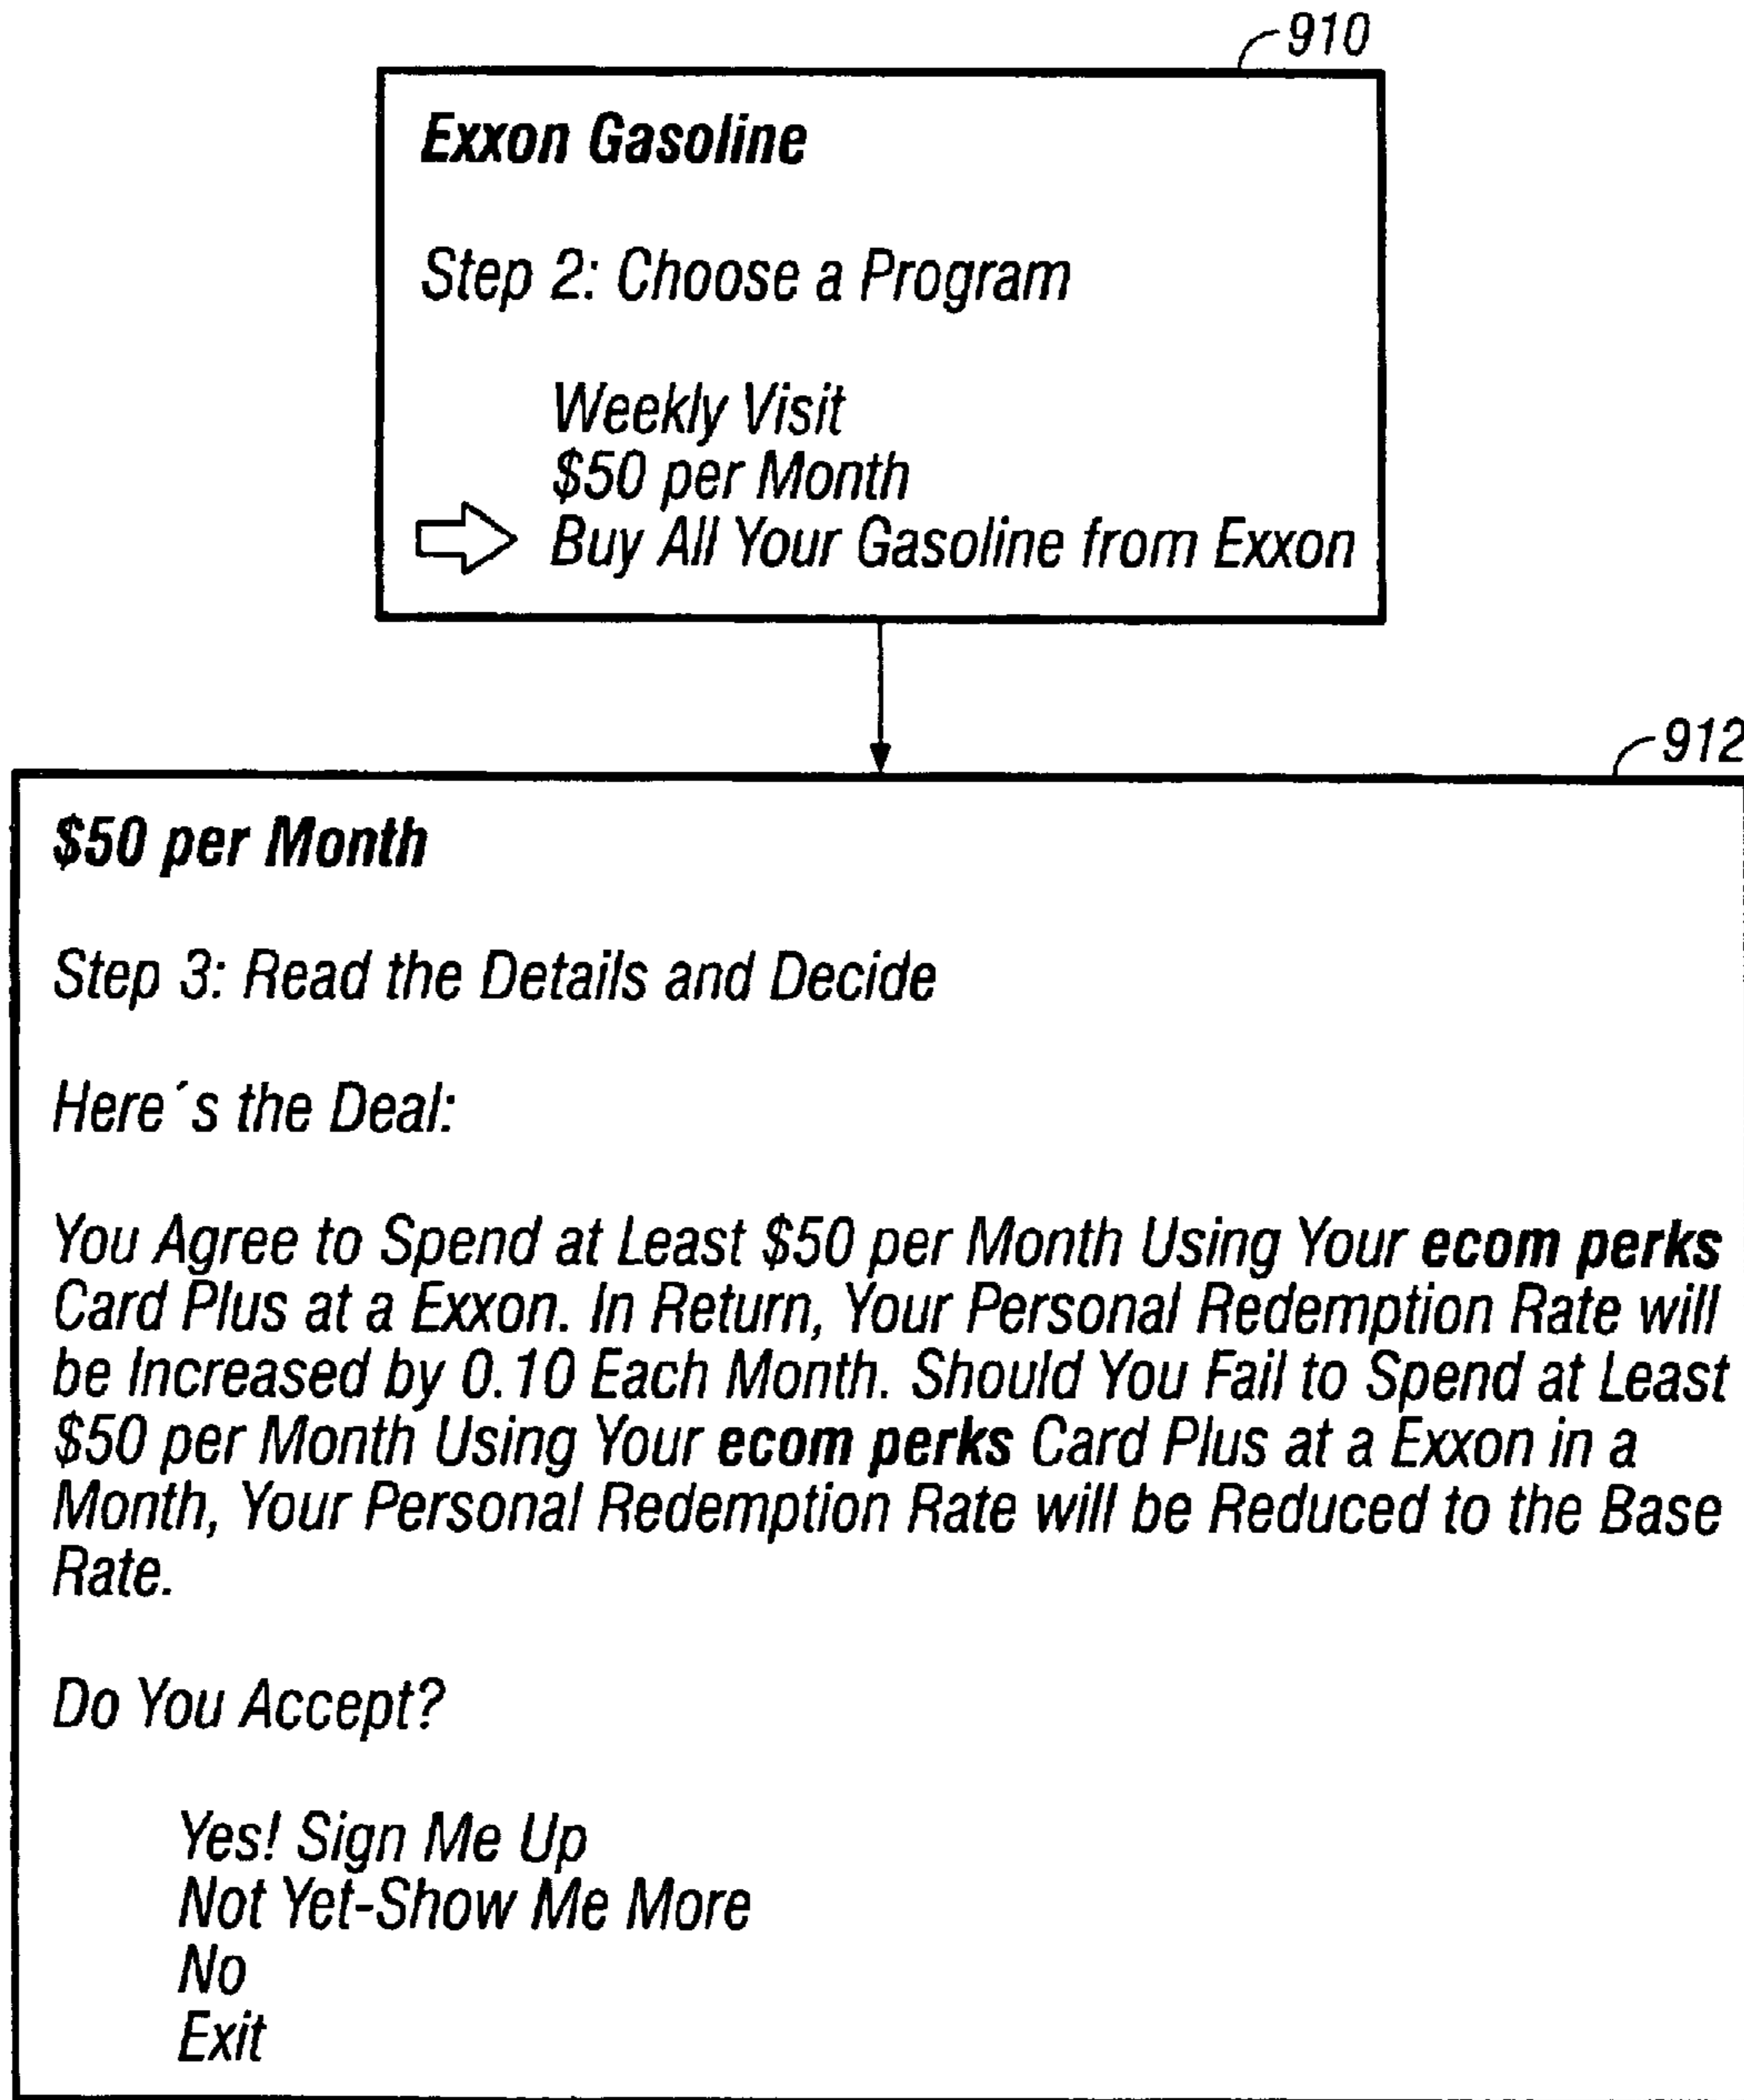 910
Exxon Gasoline
Step 2: Choose a Program
Weekly Visit
$50 per Month
Buy All Your Gasoline from Exxon
912
$50 per Month
Step 3: Read the Details and Decide
Here´s the Deal:
You Agree to Spend at Least $50 per Month Using Your ecom perks
Card Plus at a Exxon. In Return, Your Personal Redemption Rate will
be Increased by 0.10 Each Month. Should You Fail to Spend at Least
$50 per Month Using Your ecom perks Card Plus at a Exxon in a
Month, Your Personal Redemption Rate will be Reduced to the Base
Rate.
Do You Accept?
Yes! Sign Me Up
Not Yet-Show Me More
No
Exit